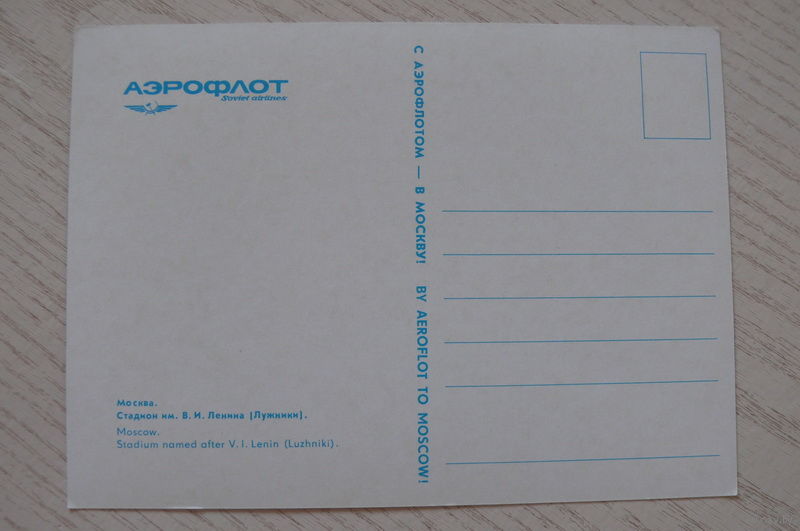 АЭРОФЛОТ
Soviet airlines
С АЭРОФЛОТОМ — В МОСКВУ! BY AEROFLOT TO MOSCOW!
Москва.
Стадион им. В. И. Ленина [Лужники].
Moscow.
Stadium named after V. I. Lenin (Luzhniki).